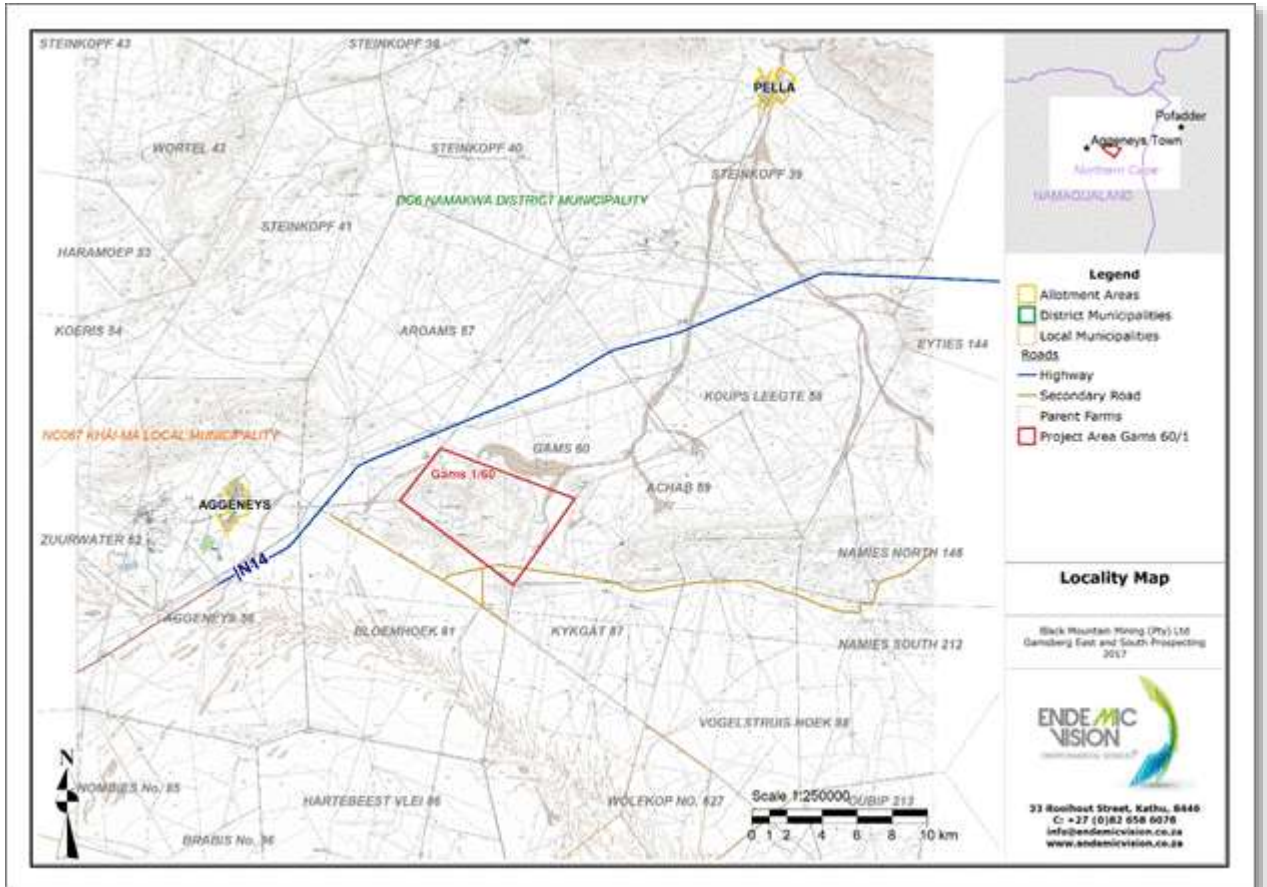 STEINKOPF 43
STEINKOPF 38
PELLA
WORTEL 42
STEINKOPF 40
STEINKOPF 39
DC6 NAMAKWA DISTRICT MUNICIPALITY
STEINKOPF 41
HARAMOEP 53
KOERIS 54
AROAMS 57
EYTIES 144
KOUPS LEEGTE 58
NC067 KHÂI-MA LOCAL MUNICIPALITY
GAMS 60
Gams 1/60
ACHAB 59
AGGENEYS
ZUURWATER 62
NAMIES NORTH 146
N14
AGGENEYS 56
BLOEMHOEK 61
KYKGAT 87
NAMIES SOUTH 212
VOGELSTRUIS HOEK 88
N
NOMBIES No. 85
HARTEBEEST VLEI 86
WOLEKOP NO. 627
OUBIP 213
BRABIS No. 96
Scale 1:250000
0 1 2 4 6 8 10 km
Pofadder
Aggeneys Town
Northern Cape
NAMAQUALAND
Legend
Allotment Areas
District Municipalities
Local Municipalities
Roads
Highway
Secondary Road
Parent Farms
Project Area Gams 60/1
Locality Map
Black Mountain Mining (Pty) Ltd
Gamsberg East and South Prospecting
2017
ENDEMIC
VISION
33 Rooihout Street, Kathu, 8446
C: +27 (0)82 658 6078
info@endemicvision.co.za
www.endemicvision.co.za